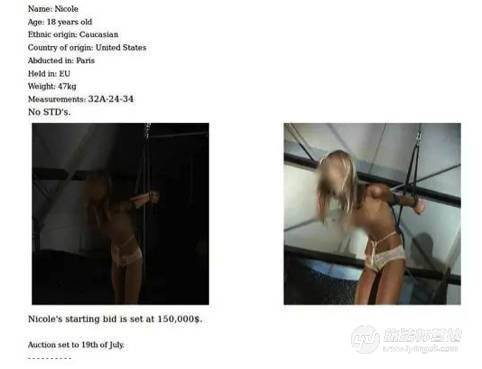 Name: Nicole
Age: 18 years old
Ethnic origin: Caucasian
Country of origin: United States
Abducted in: Paris
Held in: EU
Weight: 47kg
Measurements: 32A-24-34
No STD's.
Nicole's starting bid is set at 150,000$.
Auction set to 19th of July.
- - - - - - - - - -